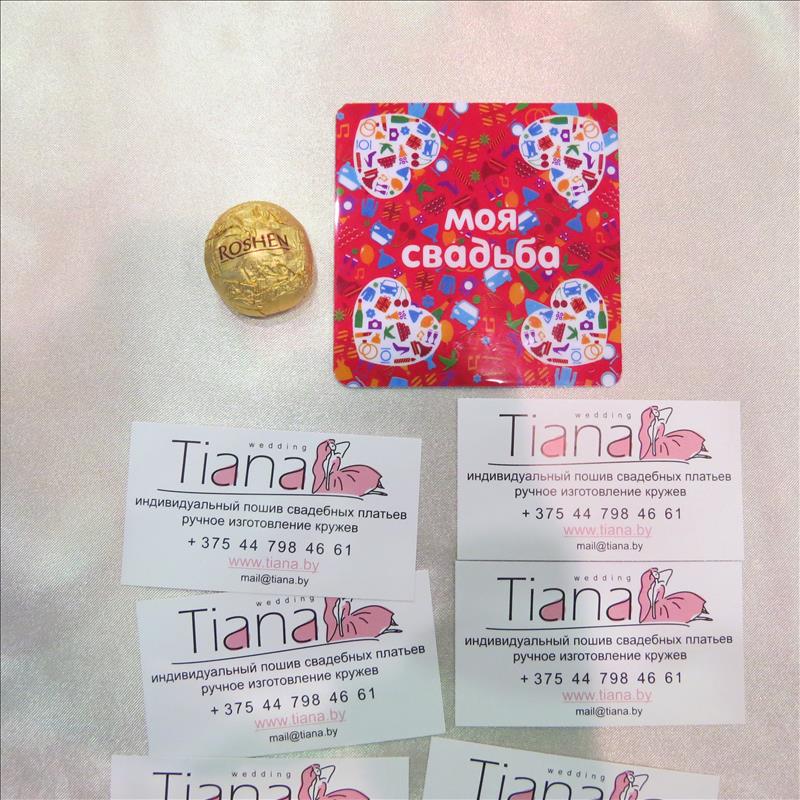 ROSHEN
моя
свадьба
wedding
Tiana
индивидуальный пошив свадебных платьев
ручное изготовление кружев
+ 375 44 798 46 61
www.tiana.by
mail@tiana.by
wedding
Tiana
индивидуальный пошив свадебных платьев
ручное изготовление кружев
+ 375 44 798 46 61
www.tiana.by
mail@tiana.by
wedding
Tiana
индивидуальный пошив свадебных платьев
ручное изготовление кружев
+ 375 44 798 46 61
www.tiana.by
mail@tiana.by
wedding
Tiana
индивидуальный пошив свадебных платьев
ручное изготовление кружев
+ 375 44 798 46 61
www.tiana.by
mail@tiana.by
wedding
Tiana
wedding
Tiana